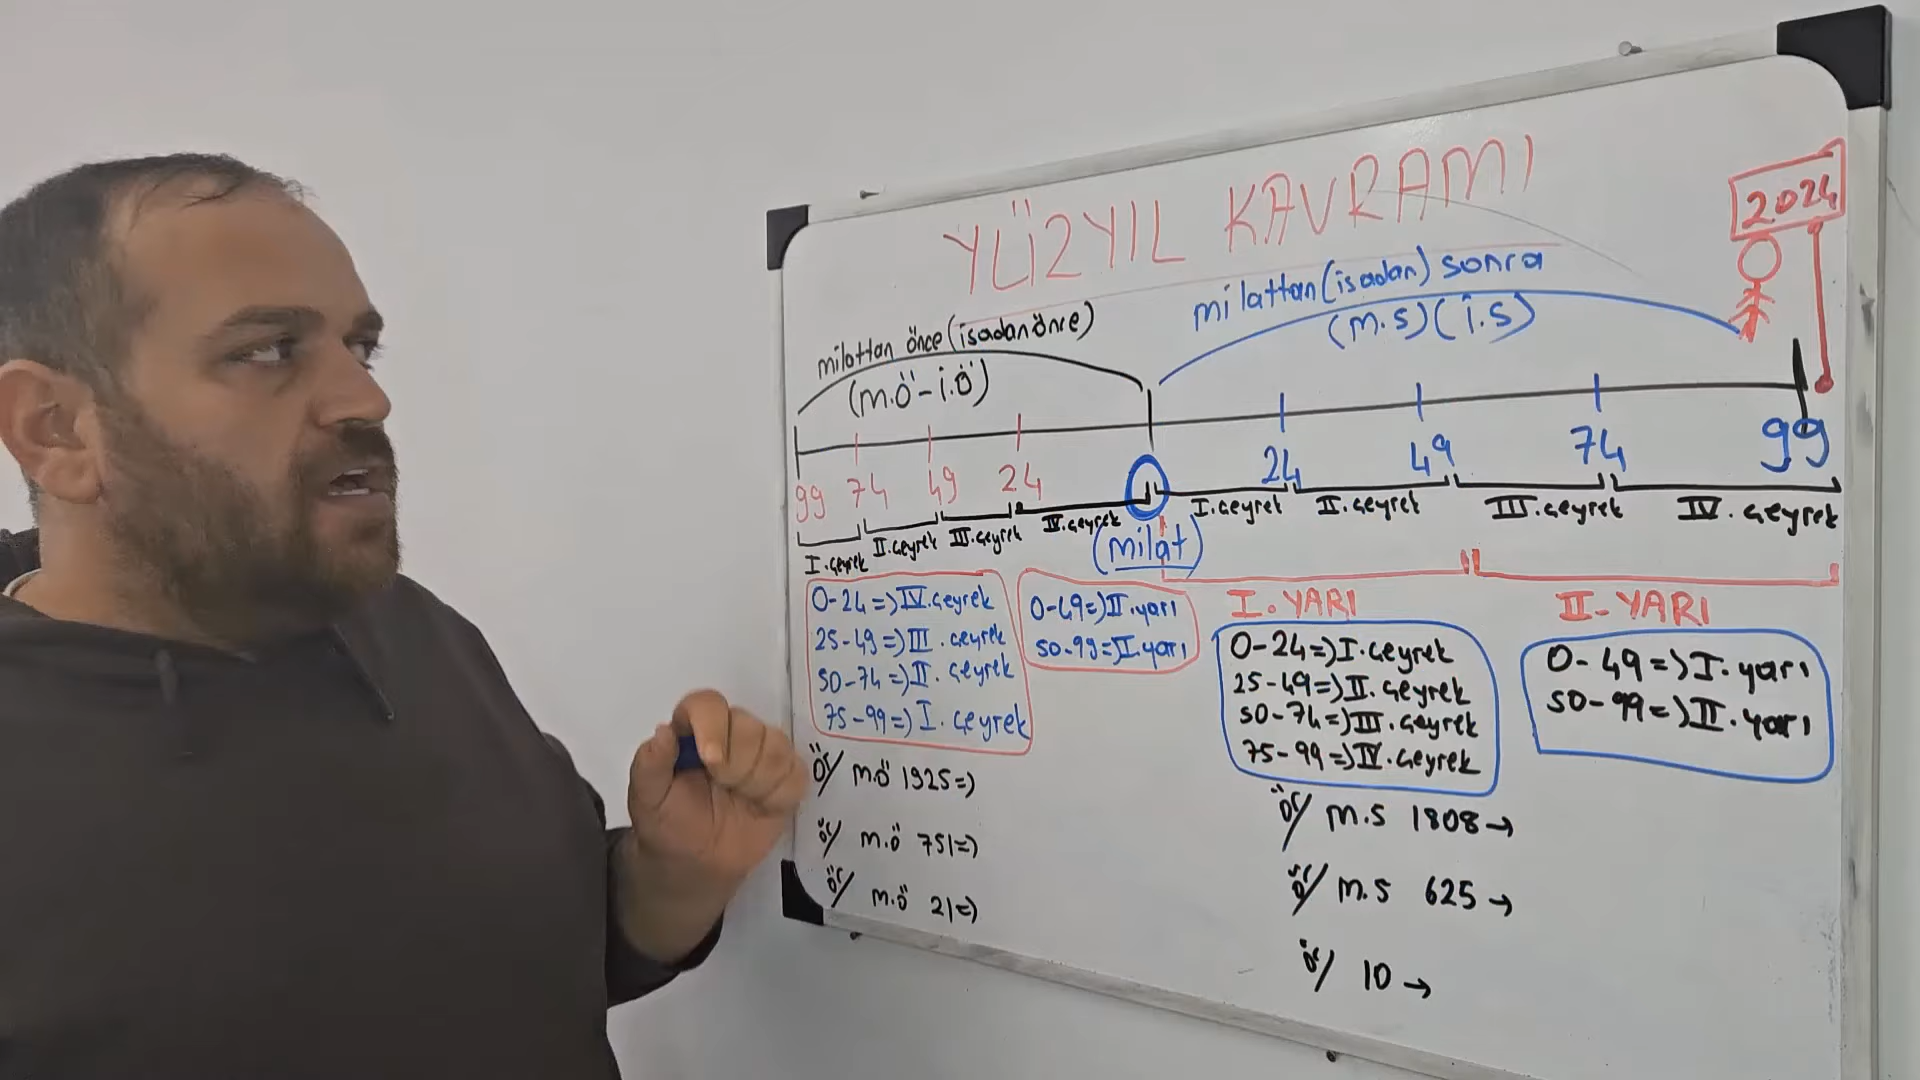 YÜZYIL KAVRAMI
2024
milattan (isadan) sonra
(m.s) (i.s)
milattan önce (isadan önce)
(m.ö - i.ö)
99 74 49 24 0 24 49 74 99
I. çeyrek II. çeyrek III. çeyrek IV. çeyrek I. çeyrek II. çeyrek III. çeyrek IV. çeyrek
(milat)
I. YARI II - YARI
0-24 => IV. çeyrek
25-49 => III. çeyrek
50-74 => II. çeyrek
75-99 => I. çeyrek
0-49 => II. yarı
50-99 => I. yarı
0-24 => I. çeyrek
25-49 => II. çeyrek
50-74 => III. çeyrek
75-99 => IV. çeyrek
0-49 => I. yarı
50-99 => II. yarı
ör/ m.ö 1925 =>
ör/ m.ö 751 =>
ör/ m.ö 21 =>
ör/ m.s 1808 →
ör/ m.s 625 →
ör/ 10 →